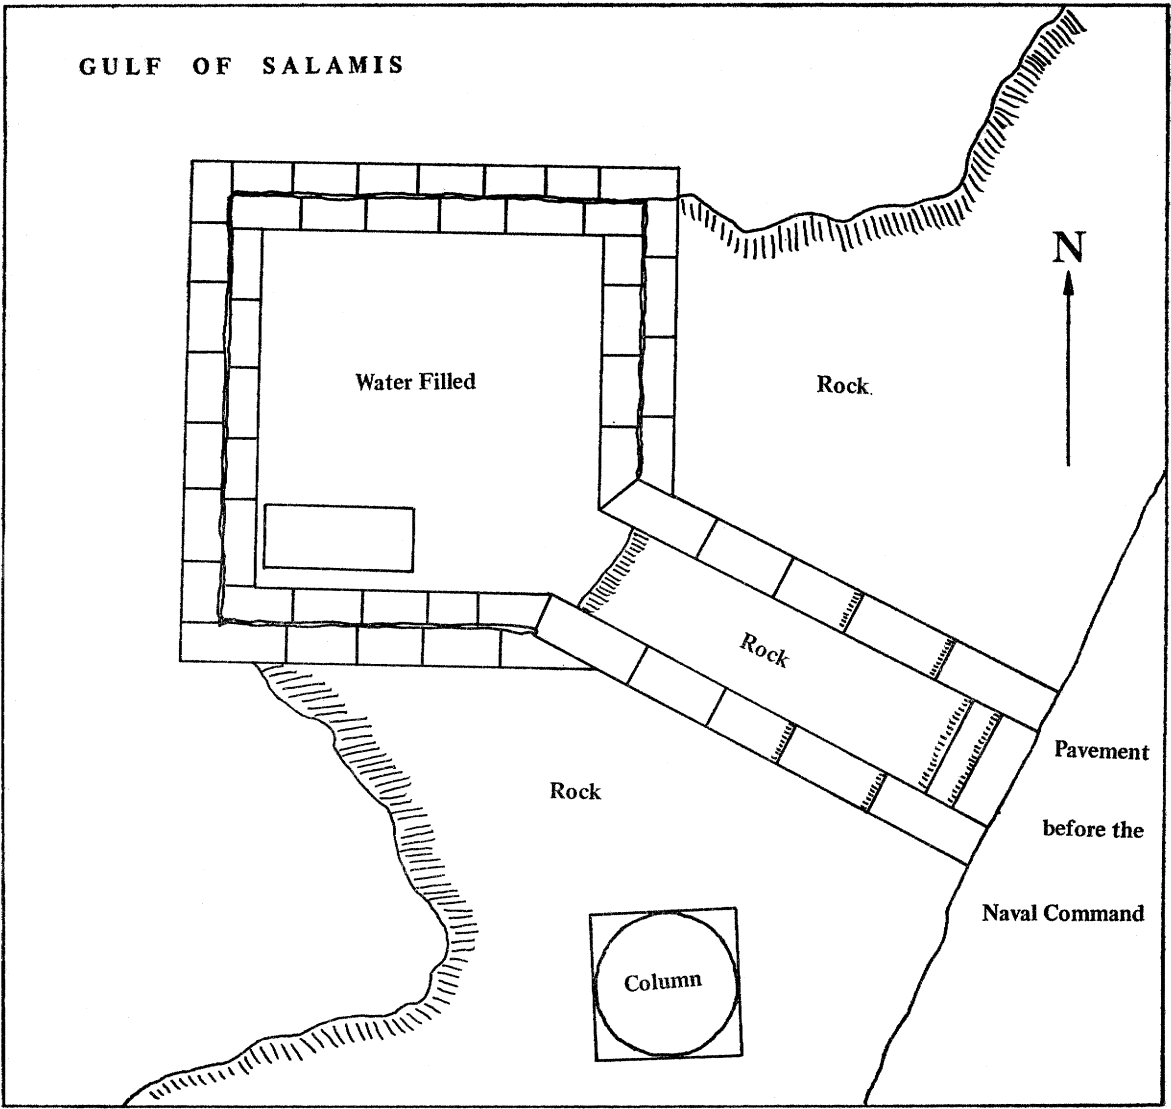 GULF OF SALAMIS
N
Water Filled
Rock.
Rock
Pavement
Rock
before the
Naval Command
Column